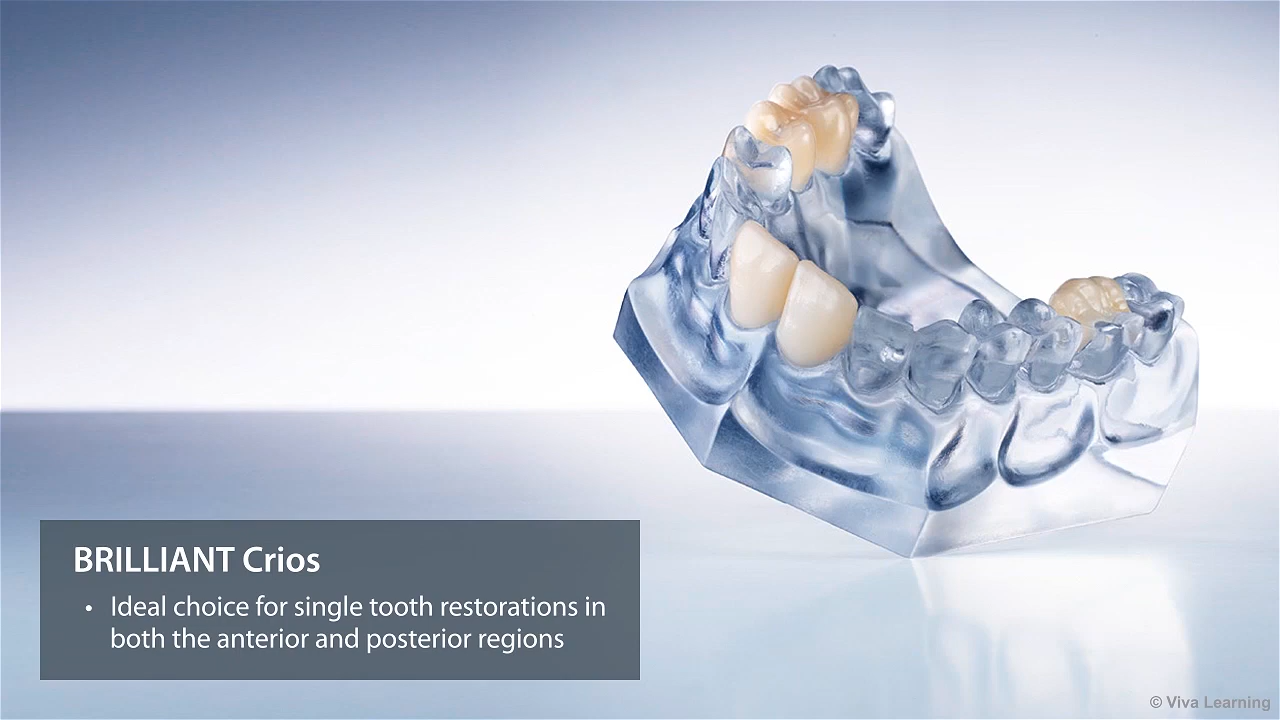 BRILLIANT Crios
• Ideal choice for single tooth restorations in
both the anterior and posterior regions
© Viva Learning